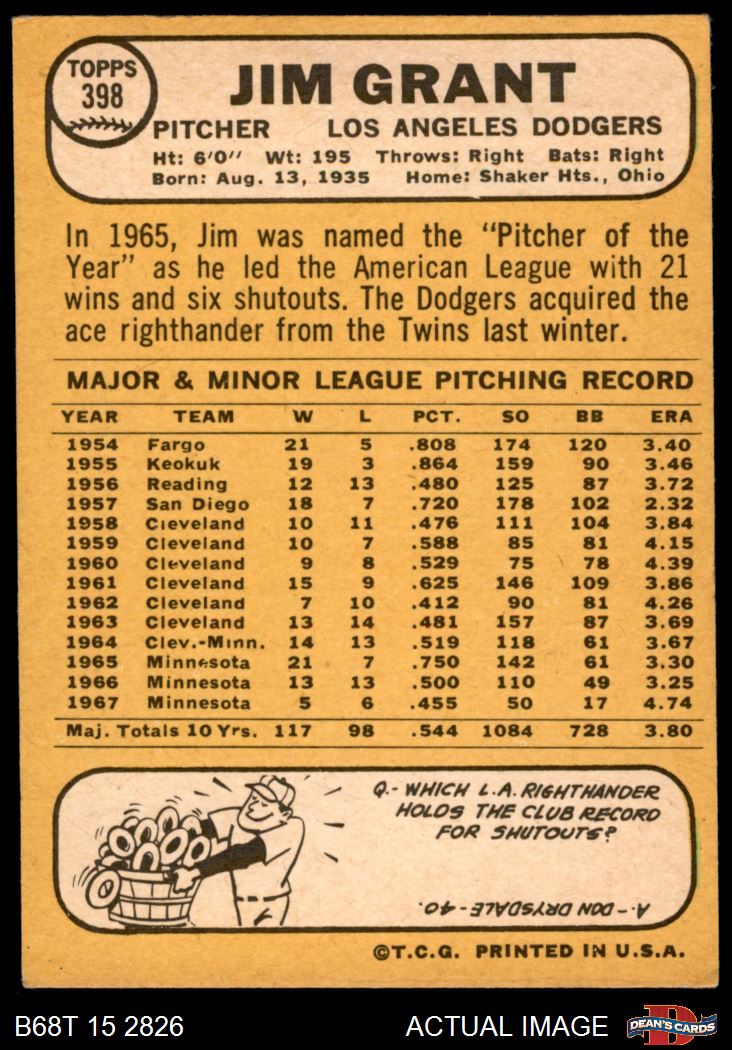 TOPPS
398
JIM GRANT
PITCHER LOS ANGELES DODGERS
Ht: 6'0" Wt: 195 Throws: Right Bats: Right
Born: Aug. 13, 1935 Home: Shaker Hts., Ohio
In 1965, Jim was named the "Pitcher of the
Year" as he led the American League with 21
wins and six shutouts. The Dodgers acquired the
ace righthander from the Twins last winter.
MAJOR & MINOR LEAGUE PITCHING RECORD
YEAR TEAM W L PCT. SO BB ERA
1954 Fargo 21 5 .808 174 120 3.40
1955 Keokuk 19 3 .864 159 90 3.46
1956 Reading 12 13 .480 125 87 3.72
1957 San Diego 18 7 .720 178 102 2.32
1958 Cleveland 10 11 .476 111 104 3.84
1959 Cleveland 10 7 .588 85 81 4.15
1960 Cleveland 9 8 .529 75 78 4.39
1961 Cleveland 15 9 .625 146 109 3.86
1962 Cleveland 7 10 .412 90 81 4.26
1963 Cleveland 13 14 .481 157 87 3.69
1964 Clev.-Minn. 14 13 .519 118 61 3.67
1965 Minnesota 21 7 .750 142 61 3.30
1966 Minnesota 13 13 .500 110 49 3.25
1967 Minnesota 5 6 .455 50 17 4.74
Maj. Totals 10 Yrs. 117 98 .544 1084 728 3.80
Q.- WHICH L.A. RIGHTHANDER
HOLDS THE CLUB RECORD
FOR SHUTOUTS?
A.- DON DRYSDALE - 40.
©T.C.G. PRINTED IN U.S.A.
B68T 15 2826 ACTUAL IMAGE D DEAN'S CARDS